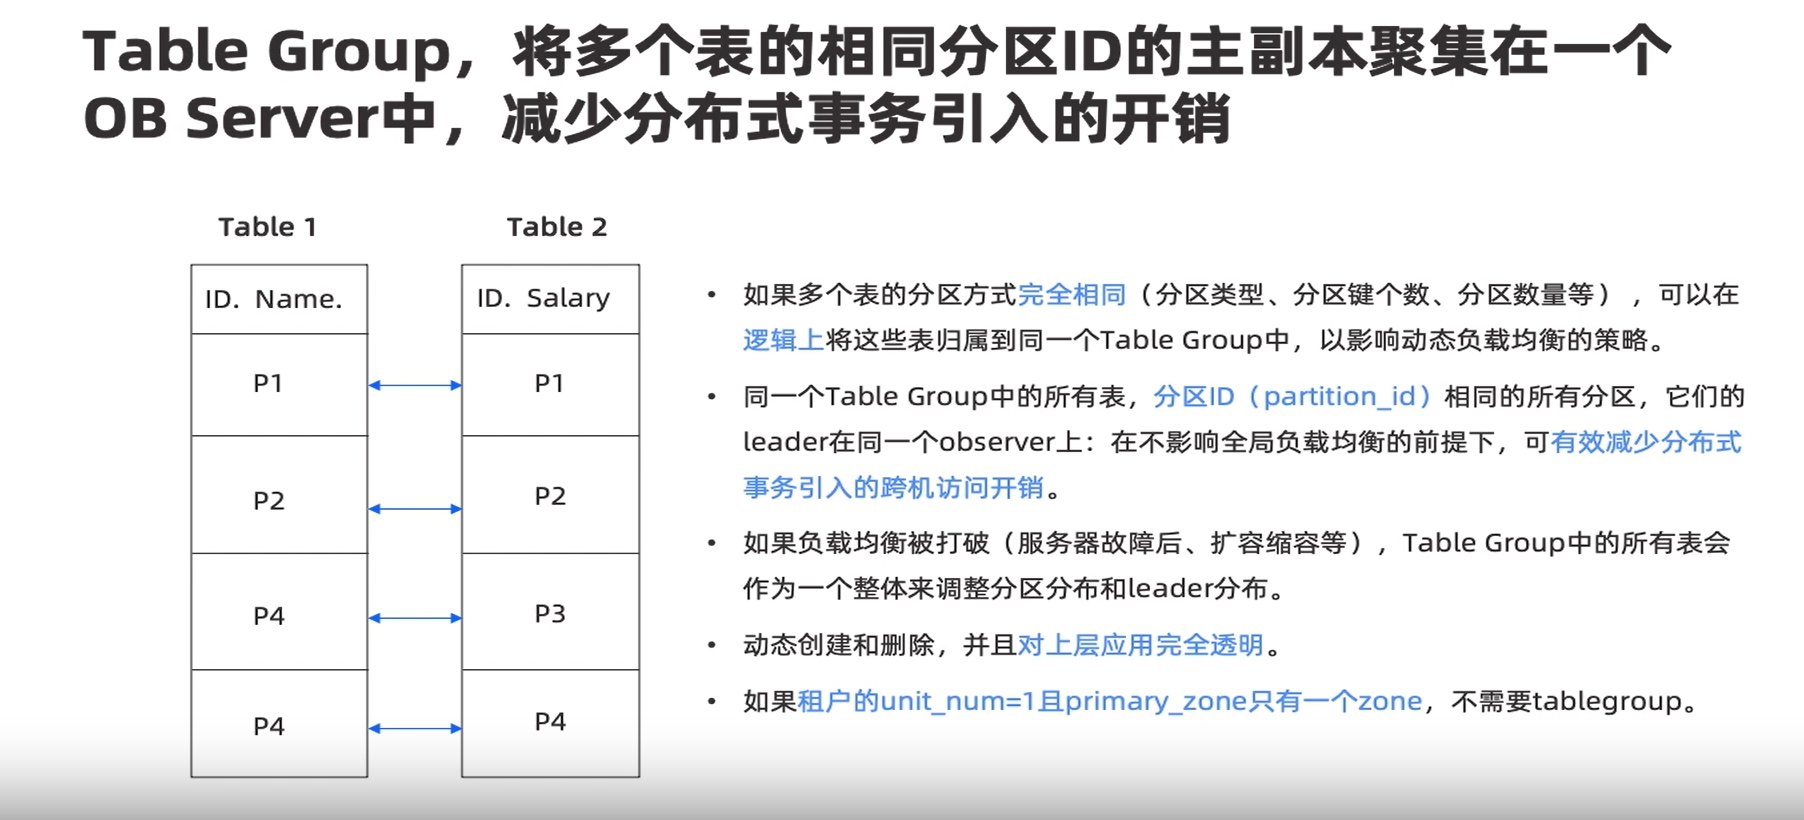 Table Group，将多个表的相同分区ID的主副本聚集在一个
OB Server中，减少分布式事务引入的开销
Table 1
Table 2
ID. Name.
ID. Salary
P1
P1
P2
P2
P4
P3
P4
P4
• 如果多个表的分区方式完全相同（分区类型、分区键个数、分区数量等），可以在
逻辑上将这些表归属到同一个Table Group中，以影响动态负载均衡的策略。
• 同一个Table Group中的所有表，分区ID（partition_id）相同的所有分区，它们的
leader在同一个observer上：在不影响全局负载均衡的前提下，可有效减少分布式
事务引入的跨机访问开销。
• 如果负载均衡被打破（服务器故障后、扩容缩容等），Table Group中的所有表会
作为一个整体来调整分区分布和leader分布。
• 动态创建和删除，并且对上层应用完全透明。
• 如果租户的unit_num=1且primary_zone只有一个zone，不需要tablegroup。